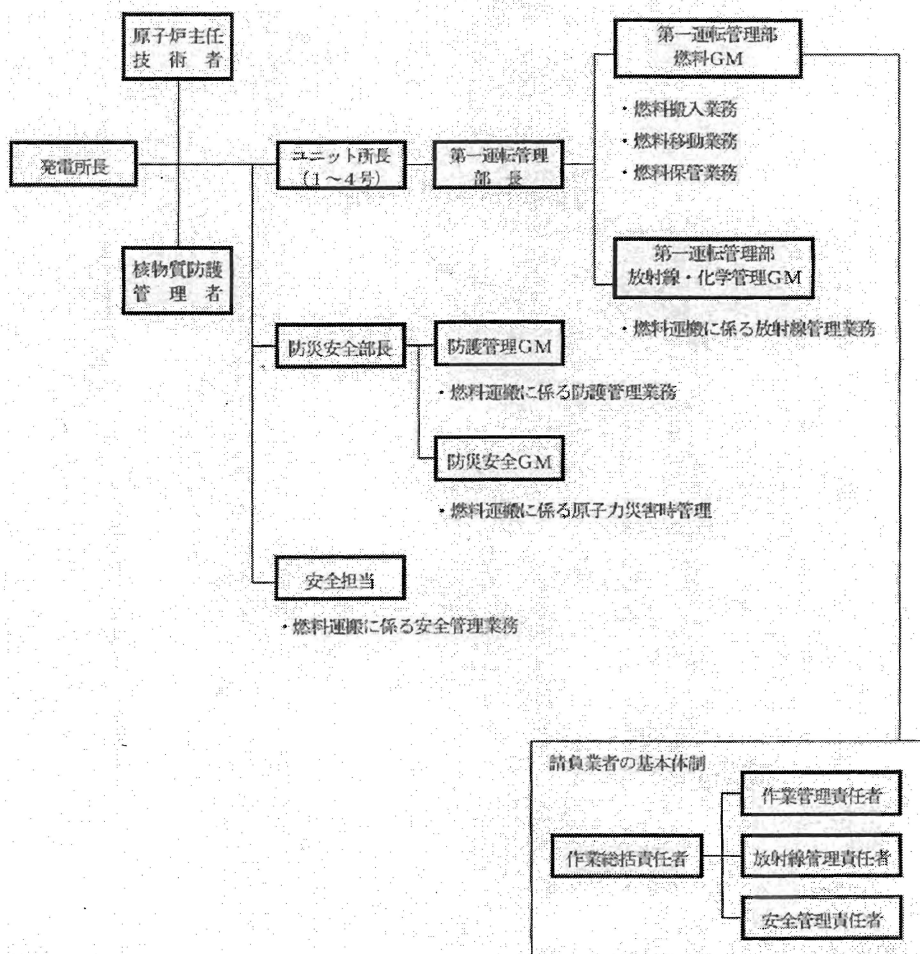 原子炉主任
技術者
発電所長
核物質防護
管理者
ユニット所長
(1~4号)
第一運転管理
部長
第一運転管理部
燃料GM
・燃料搬入業務
・燃料移動業務
・燃料保管業務
第一運転管理部
放射線・化学管理GM
・燃料運搬に係る放射線管理業務
防災安全部長
防護管理GM
・燃料運搬に係る防護管理業務
防災安全GM
・燃料運搬に係る原子力災害時管理
安全担当
・燃料運搬に係る安全管理業務
請負業者の基本体制
作業総括責任者
作業管理責任者
放射線管理責任者
安全管理責任者